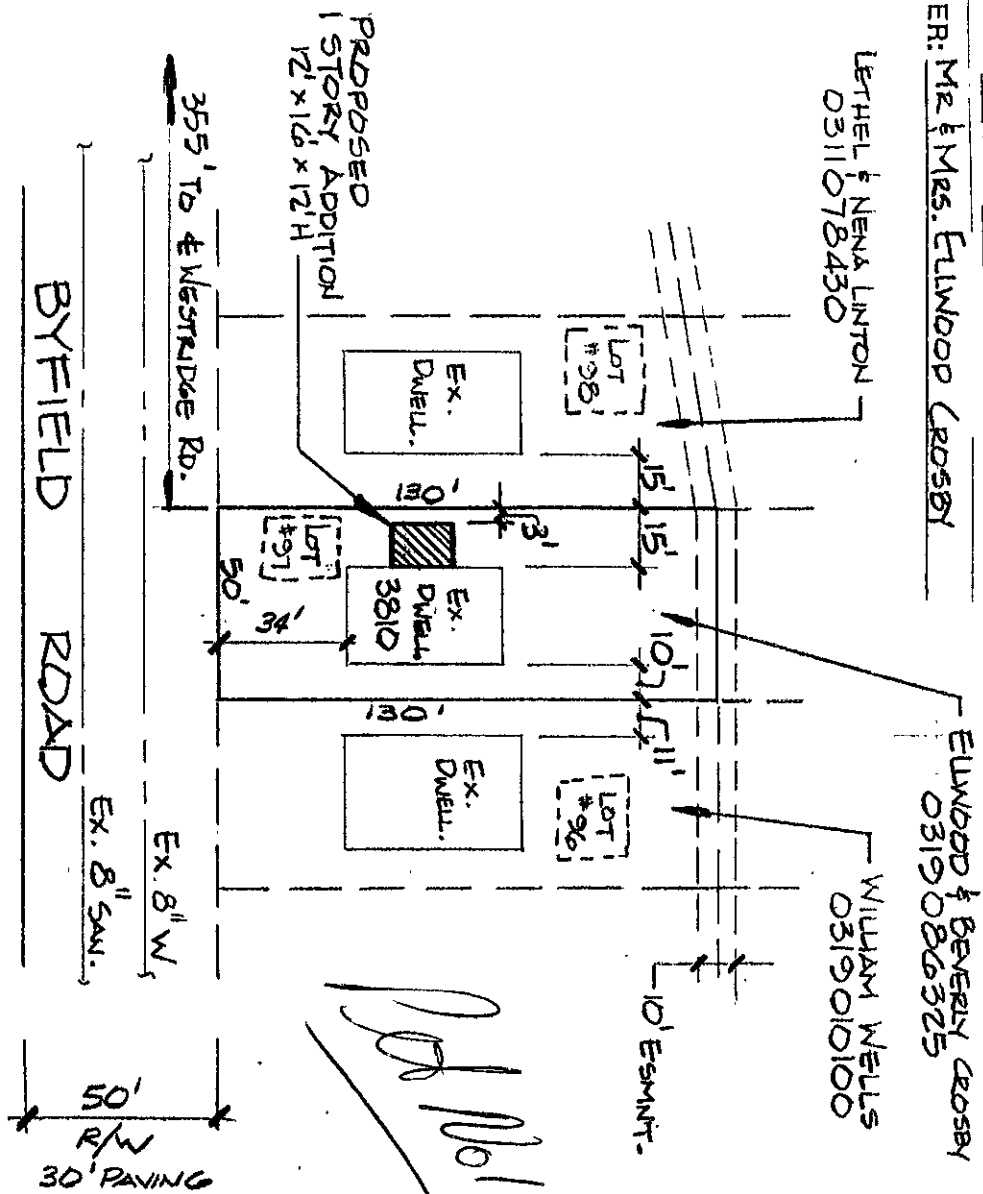 ER: MR & MRS. ELLWOOD CROSBY
LETHEL & NENA LINTON
0311078430
ELLWOOD & BEVERLY CROSBY
0319086325
WILLIAM WELLS
0319010100
10' ESMNT.
LOT
#98
LOT
#96
15'
15'
10'
11'
EX.
DWELL.
130'
3'
EX.
DWELL.
3810
130'
EX.
DWELL.
PROPOSED
1 STORY ADDITION
12' x 16' x 12'H
LOT
#97
34'
50'
355' TO ℄ WESTRIDGE RD.
EX. 8" W.
EX. 8" SAN.
BYFIELD ROAD
50'
R/W
30' PAVING